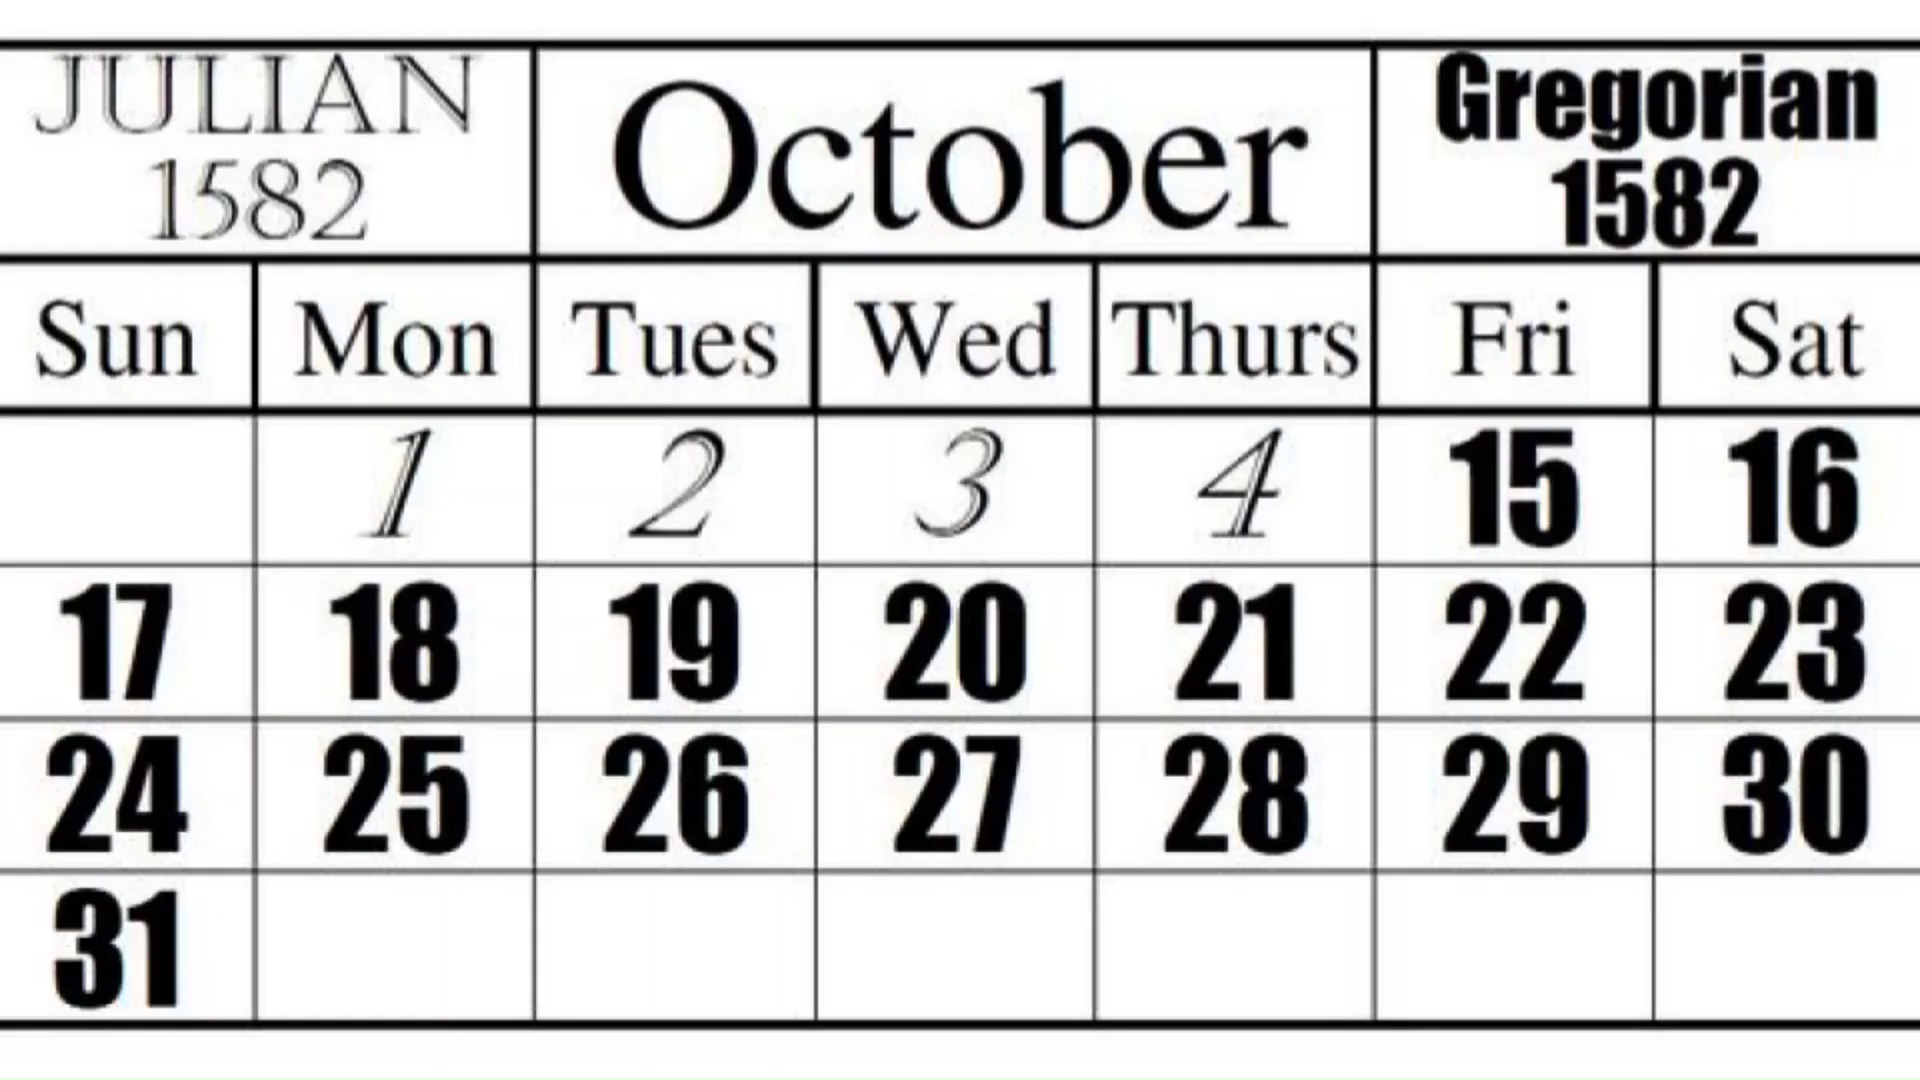 JULIAN
1582
October
Gregorian
1582
Sun Mon Tues Wed Thurs Fri Sat
1 2 3 4 15 16
17 18 19 20 21 22 23
24 25 26 27 28 29 30
31